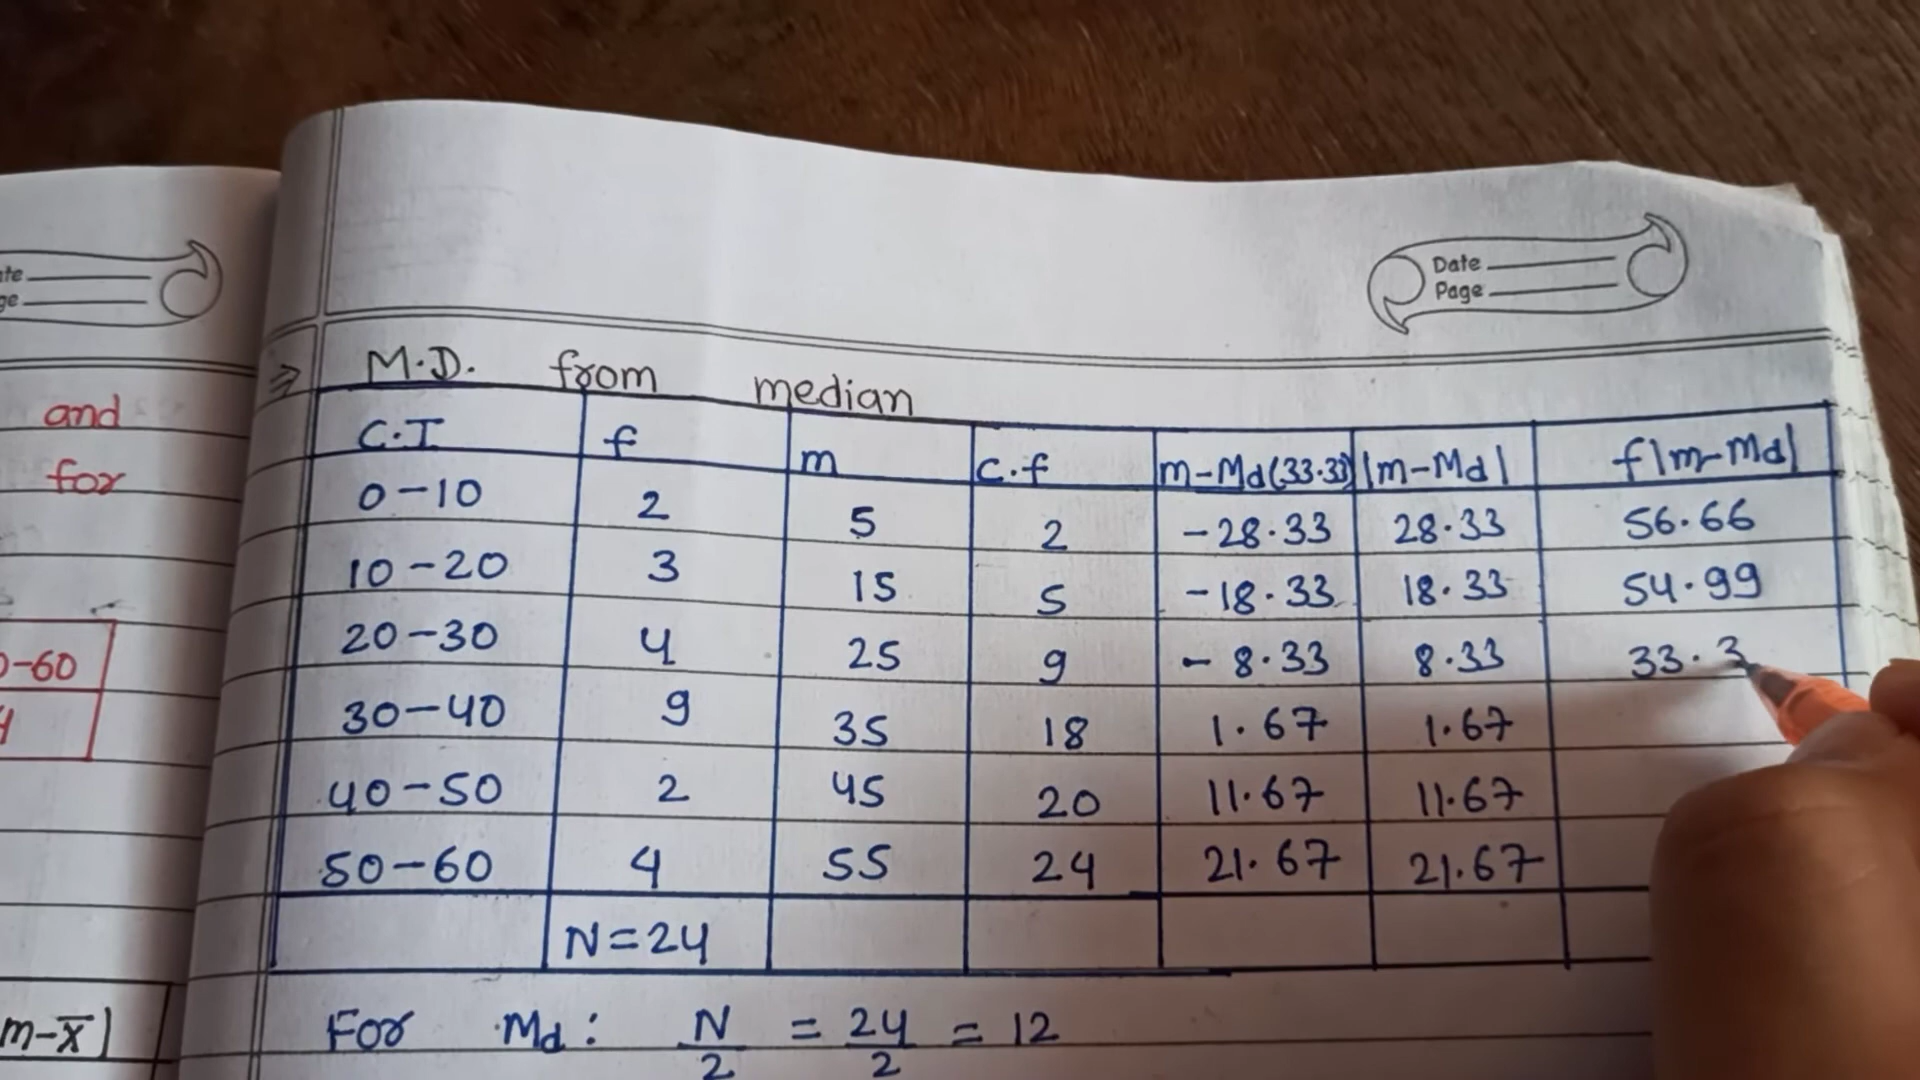 Date
Page
and
for
0-60
m-x̅|
⇒ M.D. from median
C.I f m c.f m-Md(33.33) |m-Md| f|m-Md|
0-10 2 5 2 -28.33 28.33 56.66
10-20 3 15 5 -18.33 18.33 54.99
20-30 4 25 9 -8.33 8.33 33.3
30-40 9 35 18 1.67 1.67
40-50 2 45 20 11.67 11.67
50-60 4 55 24 21.67 21.67
N=24
For Md: N/2 = 24/2 = 12